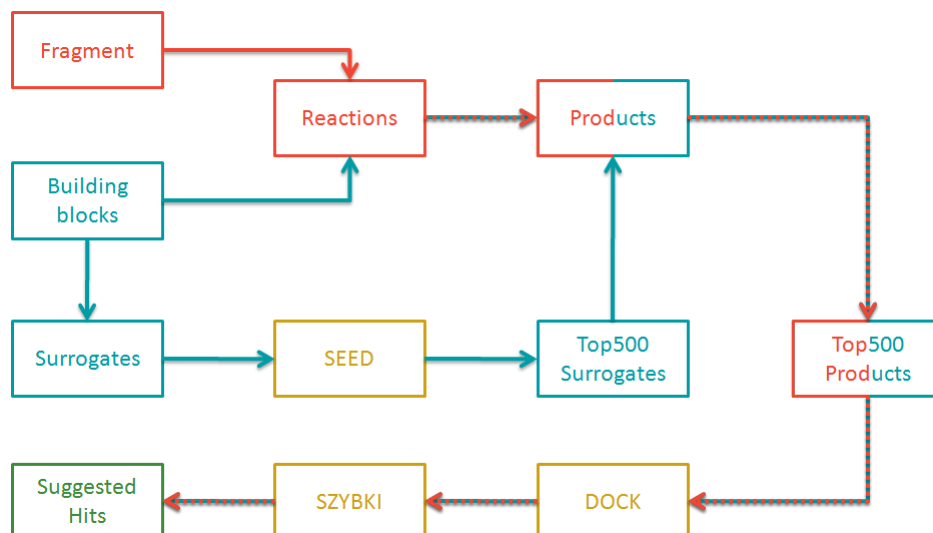 Fragment
Reactions
Products
Building
blocks
Surrogates
SEED
Top500
Surrogates
Top500
Products
Suggested
Hits
SZYBKI
DOCK